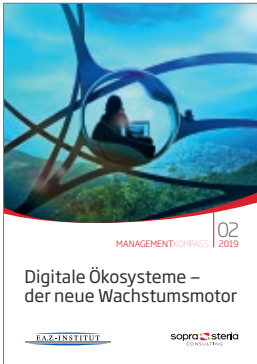 MANAGEMENTKOMPASS
02
2019
Digitale Ökosysteme –
der neue Wachstumsmotor
F.A.Z.-INSTITUT
sopra steria
CONSULTING